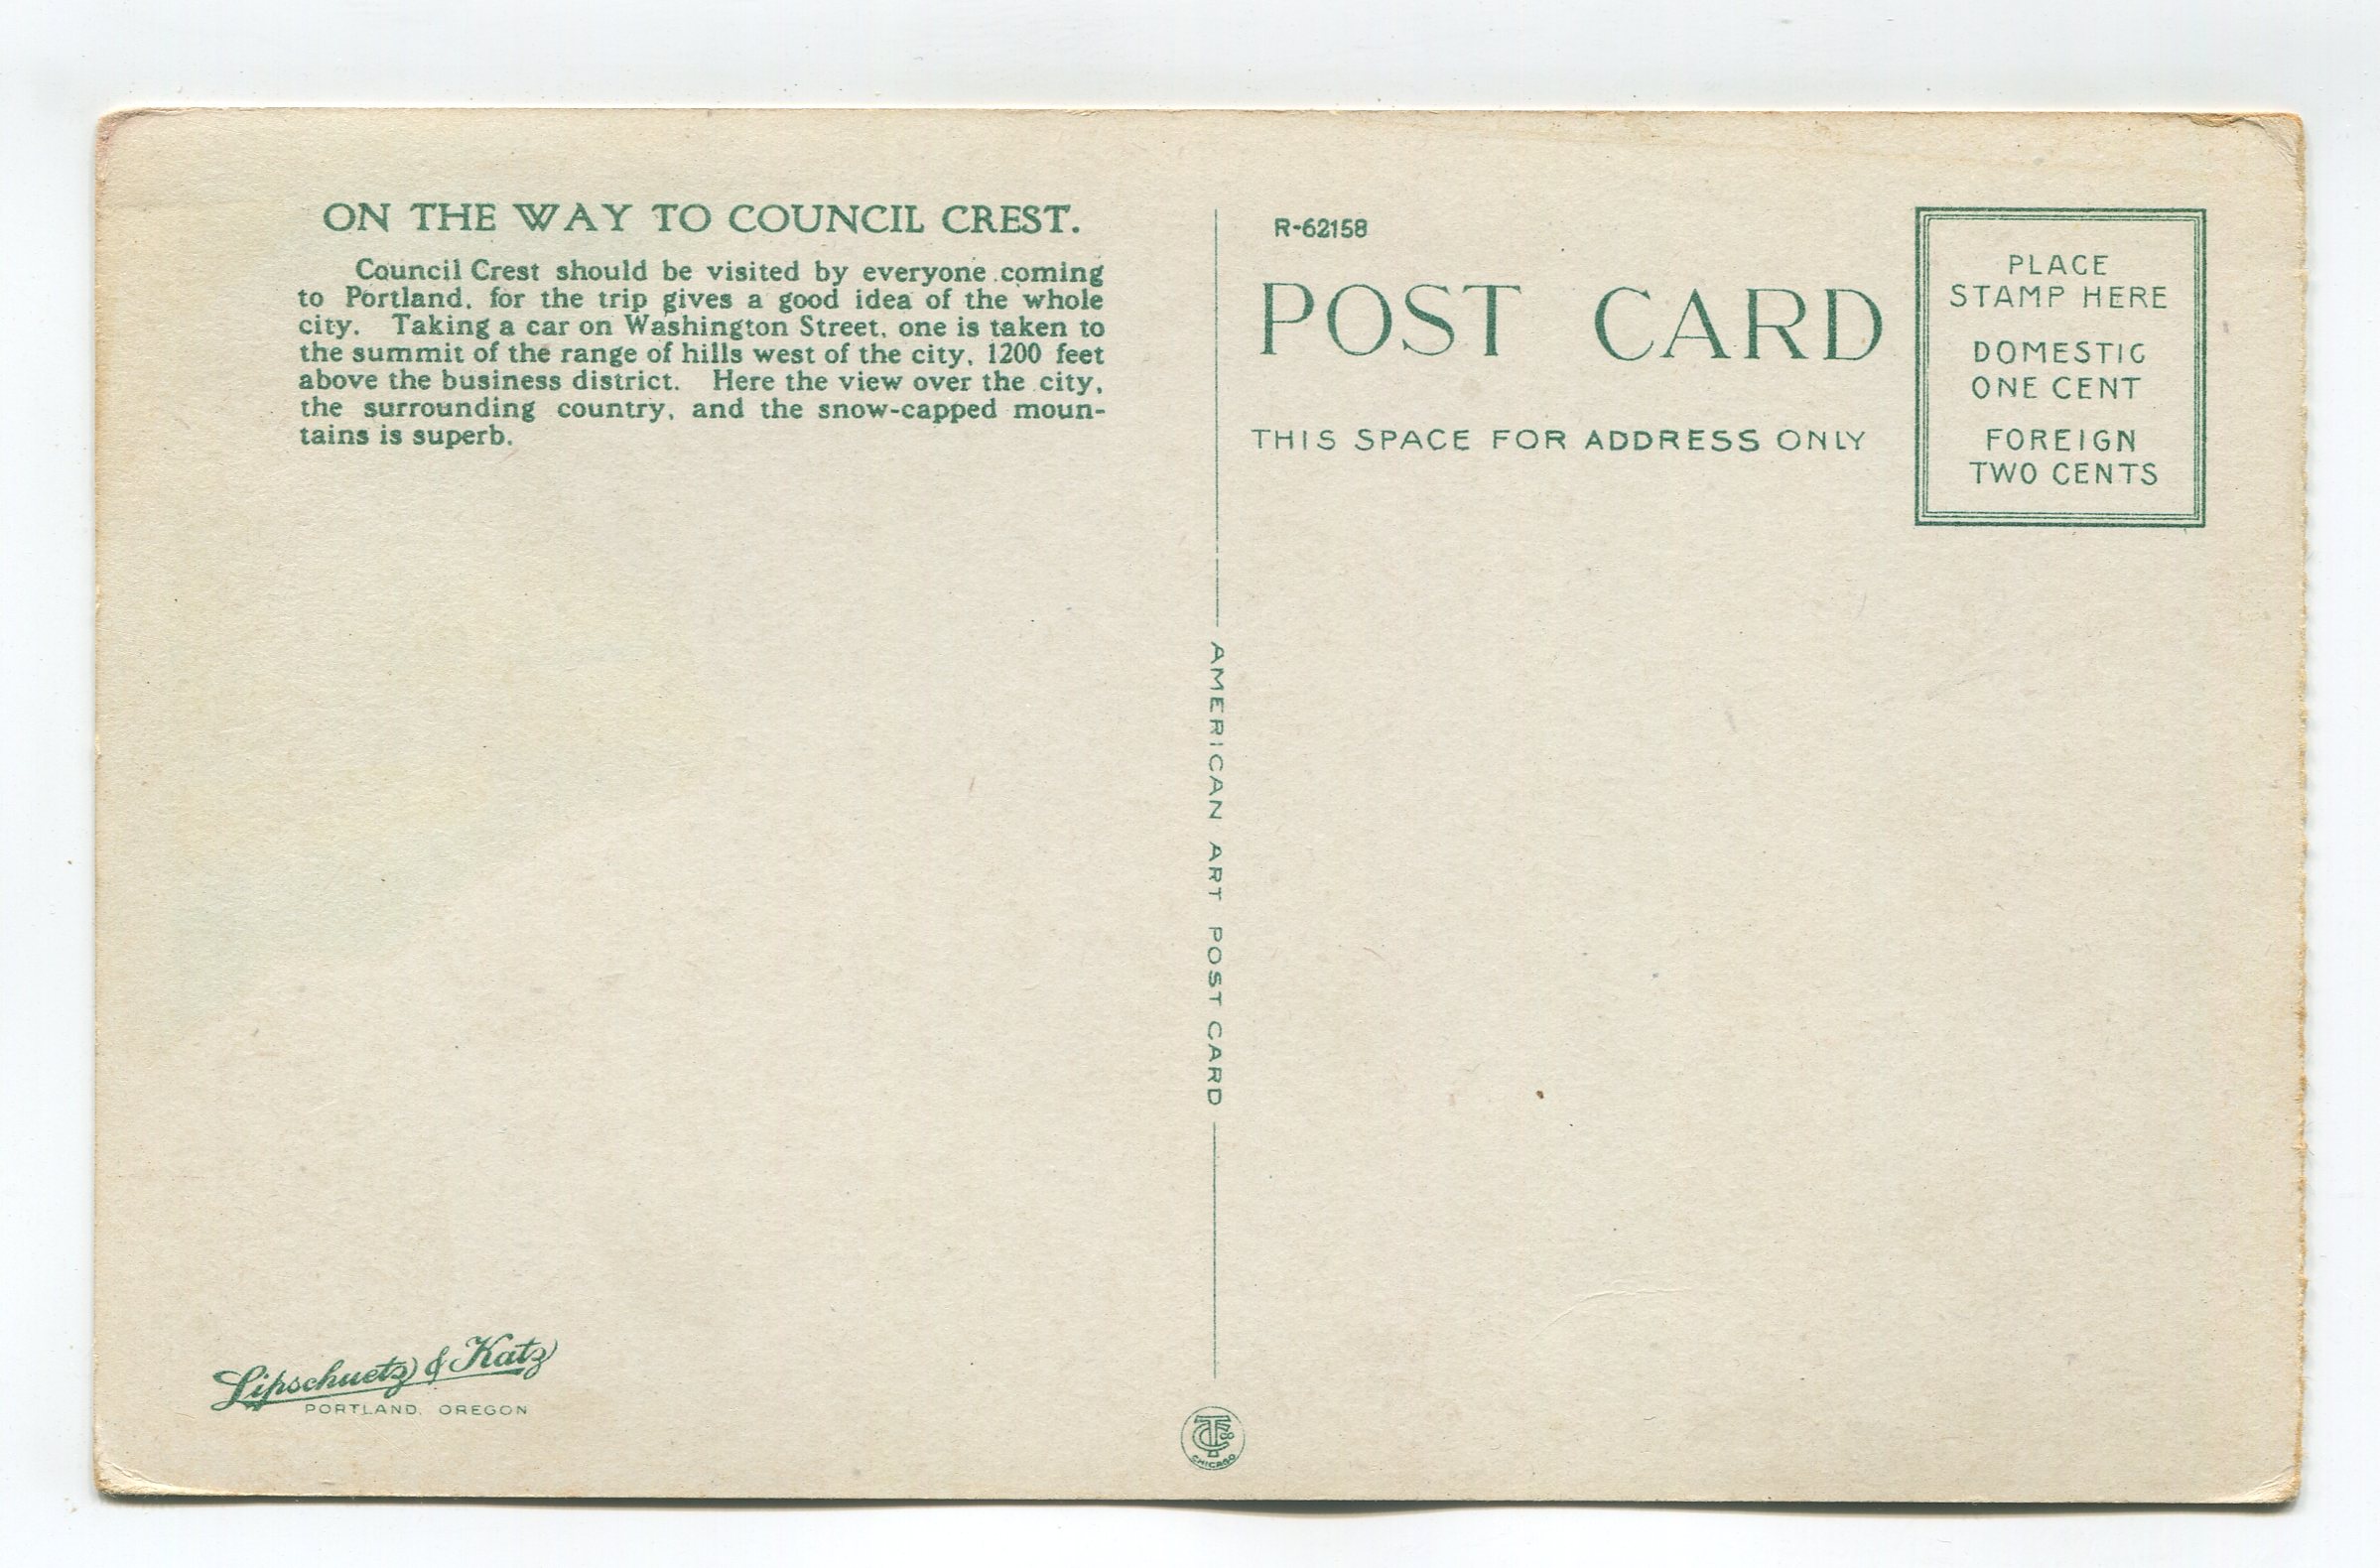 ON THE WAY TO COUNCIL CREST.
Council Crest should be visited by everyone coming
to Portland, for the trip gives a good idea of the whole
city. Taking a car on Washington Street, one is taken to
the summit of the range of hills west of the city, 1200 feet
above the business district. Here the view over the city,
the surrounding country, and the snow-capped moun-
tains is superb.
Lipschuetz & Katz
PORTLAND, OREGON
AMERICAN ART POST CARD
CHICAGO
R-62158
POST CARD
THIS SPACE FOR ADDRESS ONLY
PLACE
STAMP HERE
DOMESTIC
ONE CENT
FOREIGN
TWO CENTS